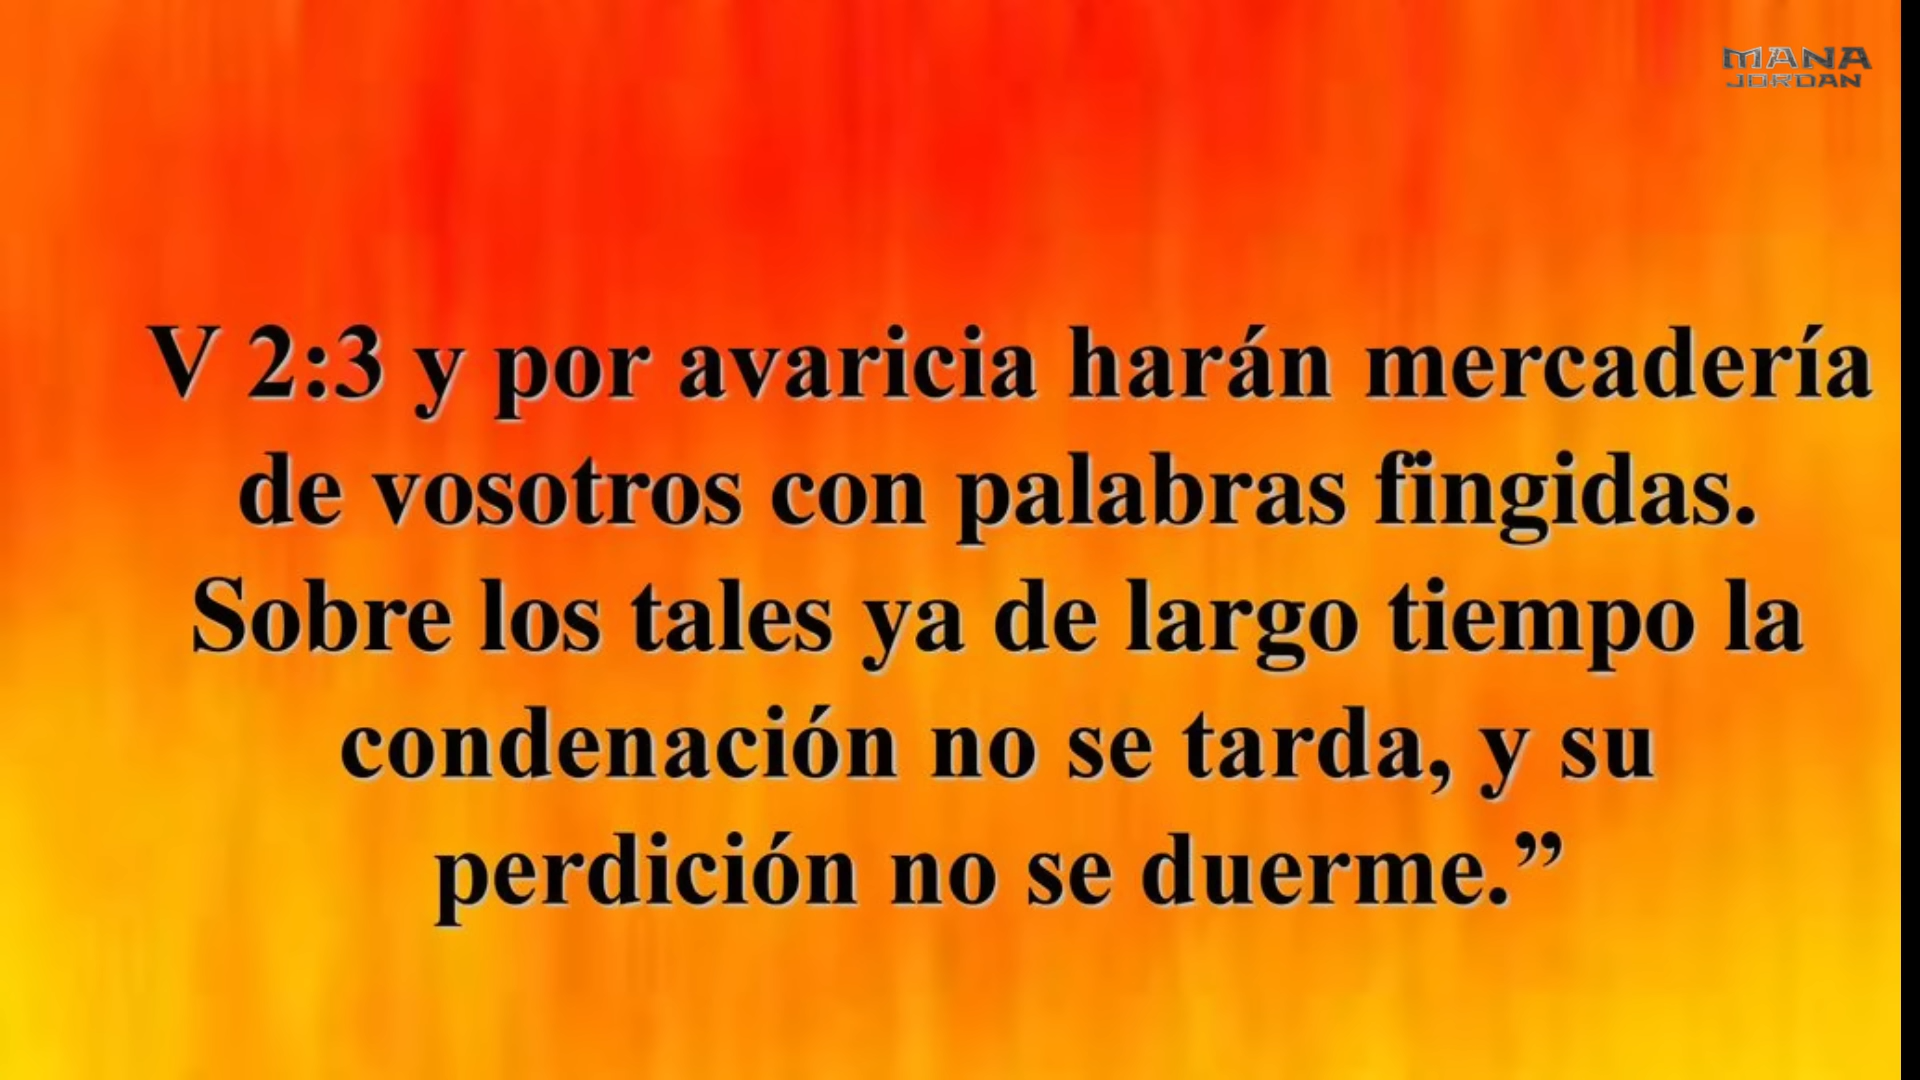 MANA
JORDAN
V 2:3 y por avaricia harán mercadería
de vosotros con palabras fingidas.
Sobre los tales ya de largo tiempo la
condenación no se tarda, y su
perdición no se duerme.”